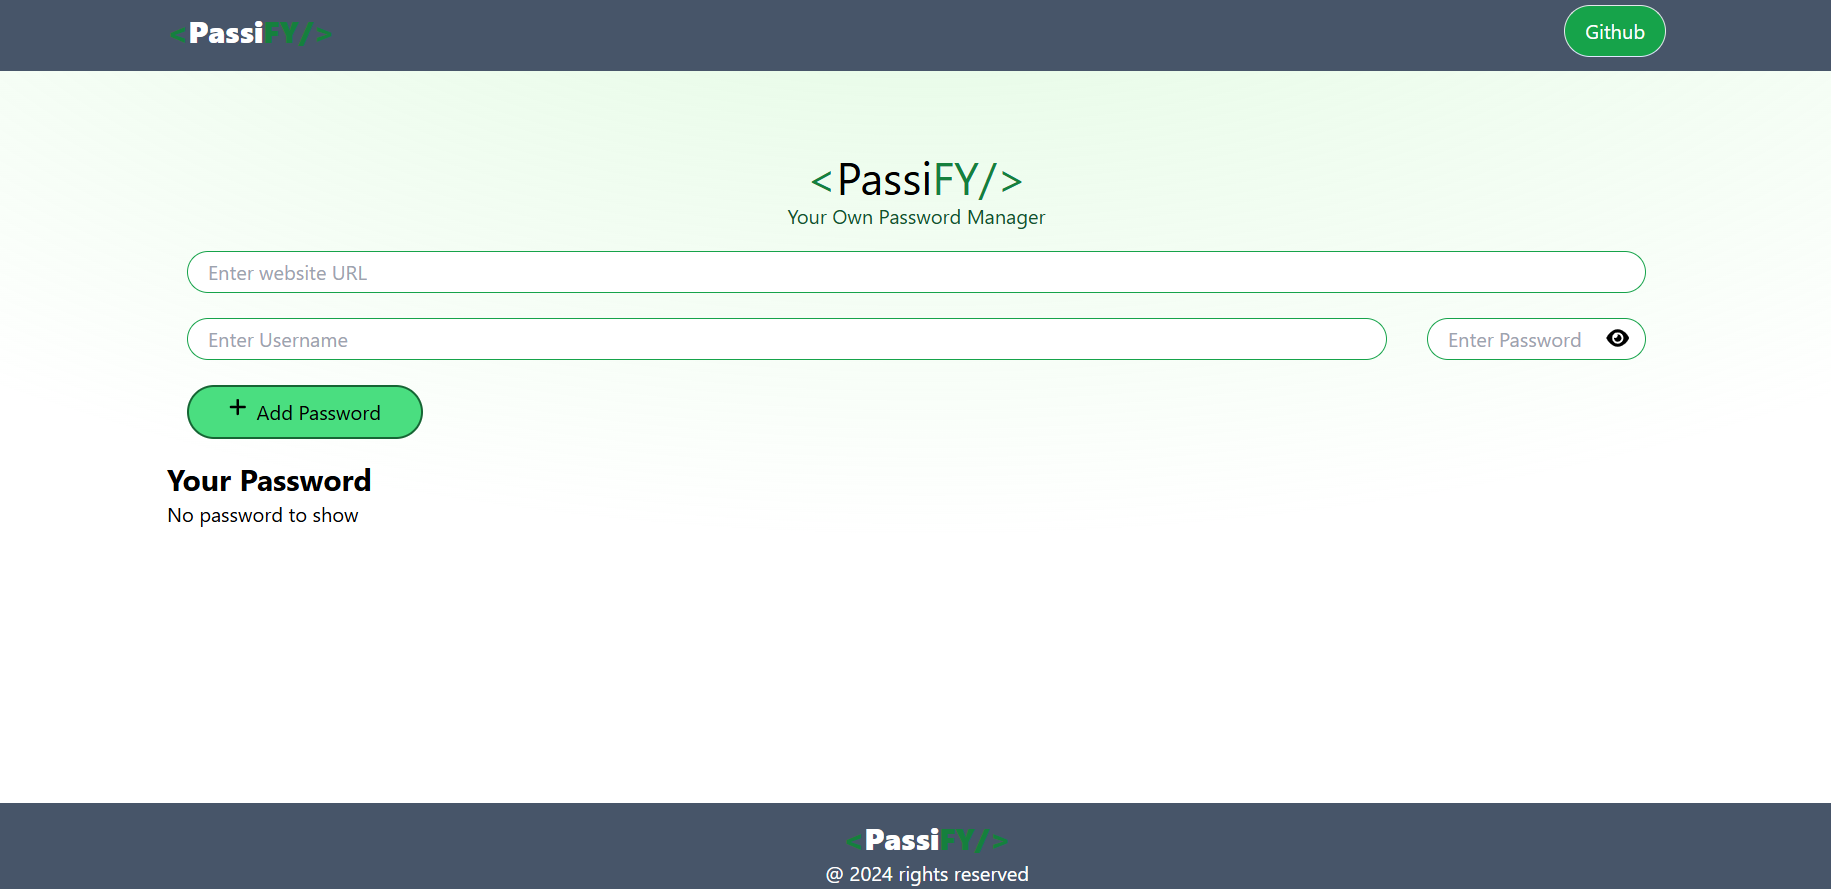 <PassiFY/>
Github
<PassiFY/>
Your Own Password Manager
Enter website URL
Enter Username
Enter Password
+ Add Password
Your Password
No password to show
<PassiFY/>
@ 2024 rights reserved